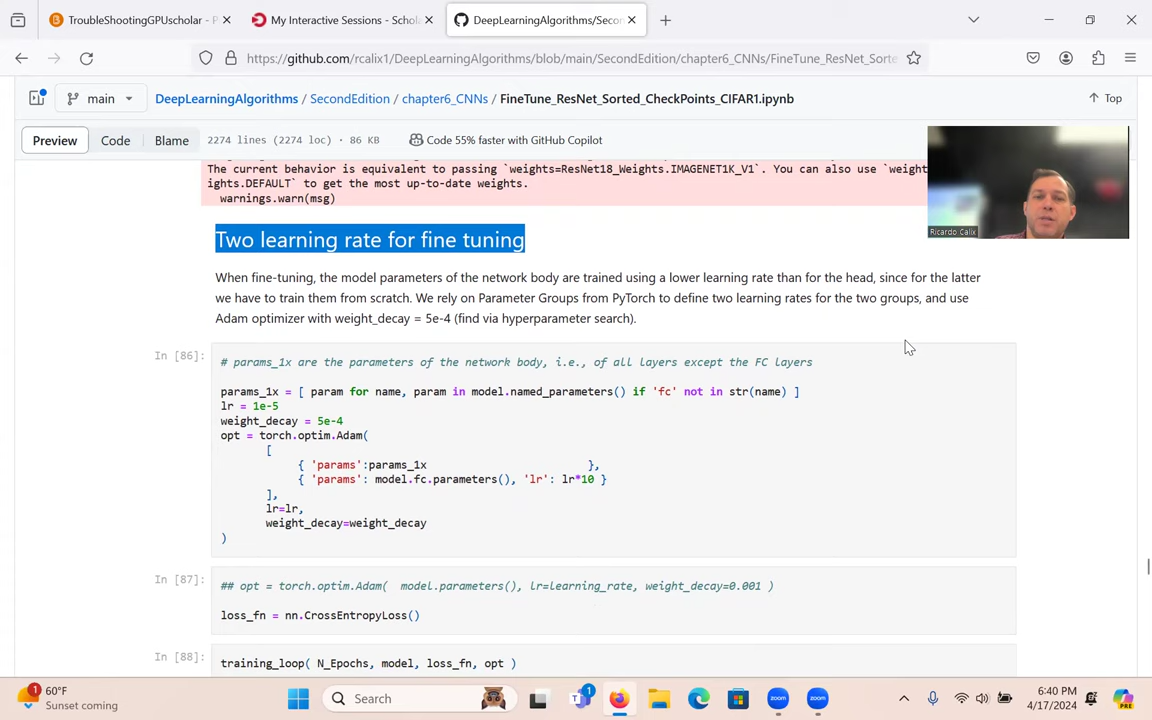 TroubleShootingGPUscholar - P
My Interactive Sessions - Schola
DeepLearningAlgorithms/Secon
https://github.com/rcalix1/DeepLearningAlgorithms/blob/main/SecondEdition/chapter6_CNNs/FineTune_ResNet_Sorte
main
DeepLearningAlgorithms / SecondEdition / chapter6_CNNs / FineTune_ResNet_Sorted_CheckPoints_CIFAR1.ipynb
Top
Preview
Code
Blame
2274 lines (2274 loc) · 86 KB
Code 55% faster with GitHub Copilot
The current behavior is equivalent to passing `weights=ResNet18_Weights.IMAGENET1K_V1`. You can also use `weight
ights.DEFAULT` to get the most up-to-date weights.
warnings.warn(msg)
Ricardo Calix
Two learning rate for fine tuning
When fine-tuning, the model parameters of the network body are trained using a lower learning rate than for the head, since for the latter
we have to train them from scratch. We rely on Parameter Groups from PyTorch to define two learning rates for the two groups, and use
Adam optimizer with weight_decay = 5e-4 (find via hyperparameter search).
In [86]:
# params_1x are the parameters of the network body, i.e., of all layers except the FC layers
params_1x = [ param for name, param in model.named_parameters() if 'fc' not in str(name) ]
lr = 1e-5
weight_decay = 5e-4
opt = torch.optim.Adam(
[
{ 'params':params_1x },
{ 'params': model.fc.parameters(), 'lr': lr*10 }
],
lr=lr,
weight_decay=weight_decay
)
In [87]:
## opt = torch.optim.Adam( model.parameters(), lr=learning_rate, weight_decay=0.001 )
loss_fn = nn.CrossEntropyLoss()
In [88]:
training_loop( N_Epochs, model, loss_fn, opt )
1
60°F
Sunset coming
Search
1
zoom
zoom
6:40 PM
4/17/2024
PRE